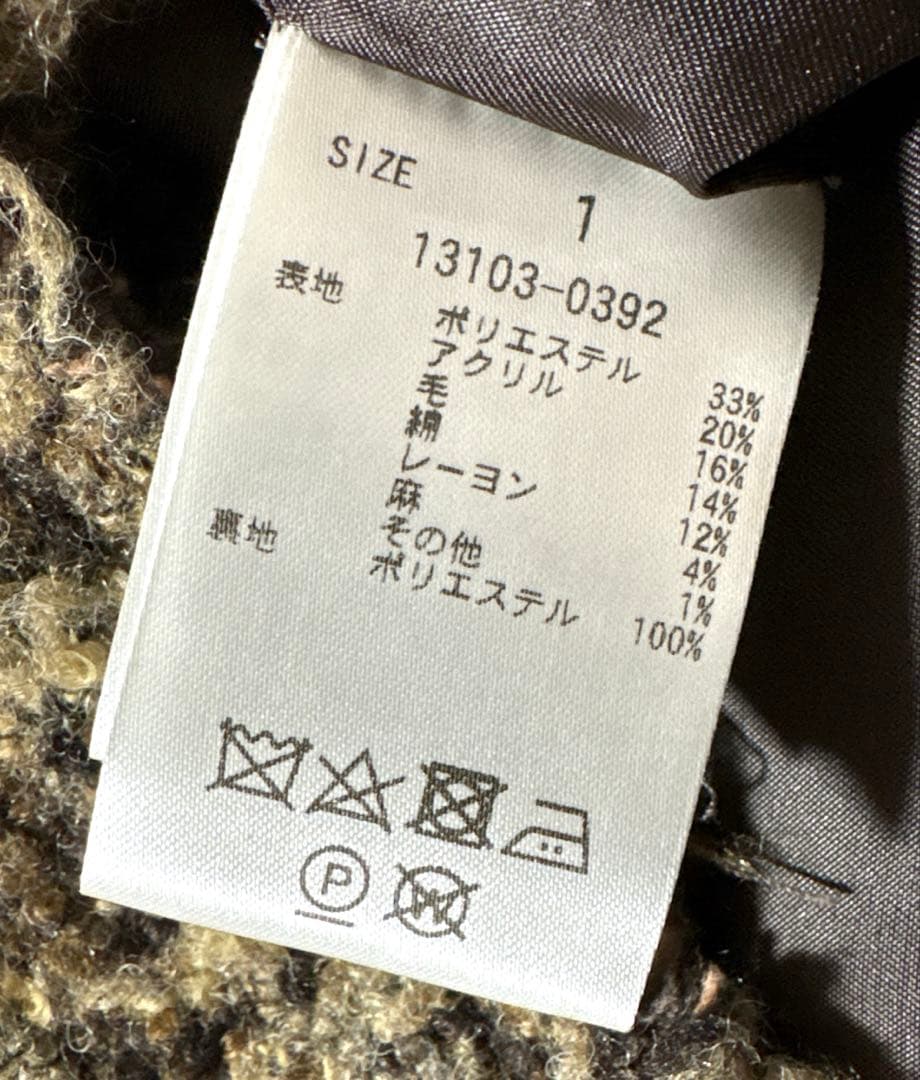 SIZE 1
13103-0392
表地 ポリエステル 33%
アクリル 20%
毛 16%
綿 14%
レーヨン 12%
麻 4%
その他 1%
裏地 ポリエステル 100%
P W